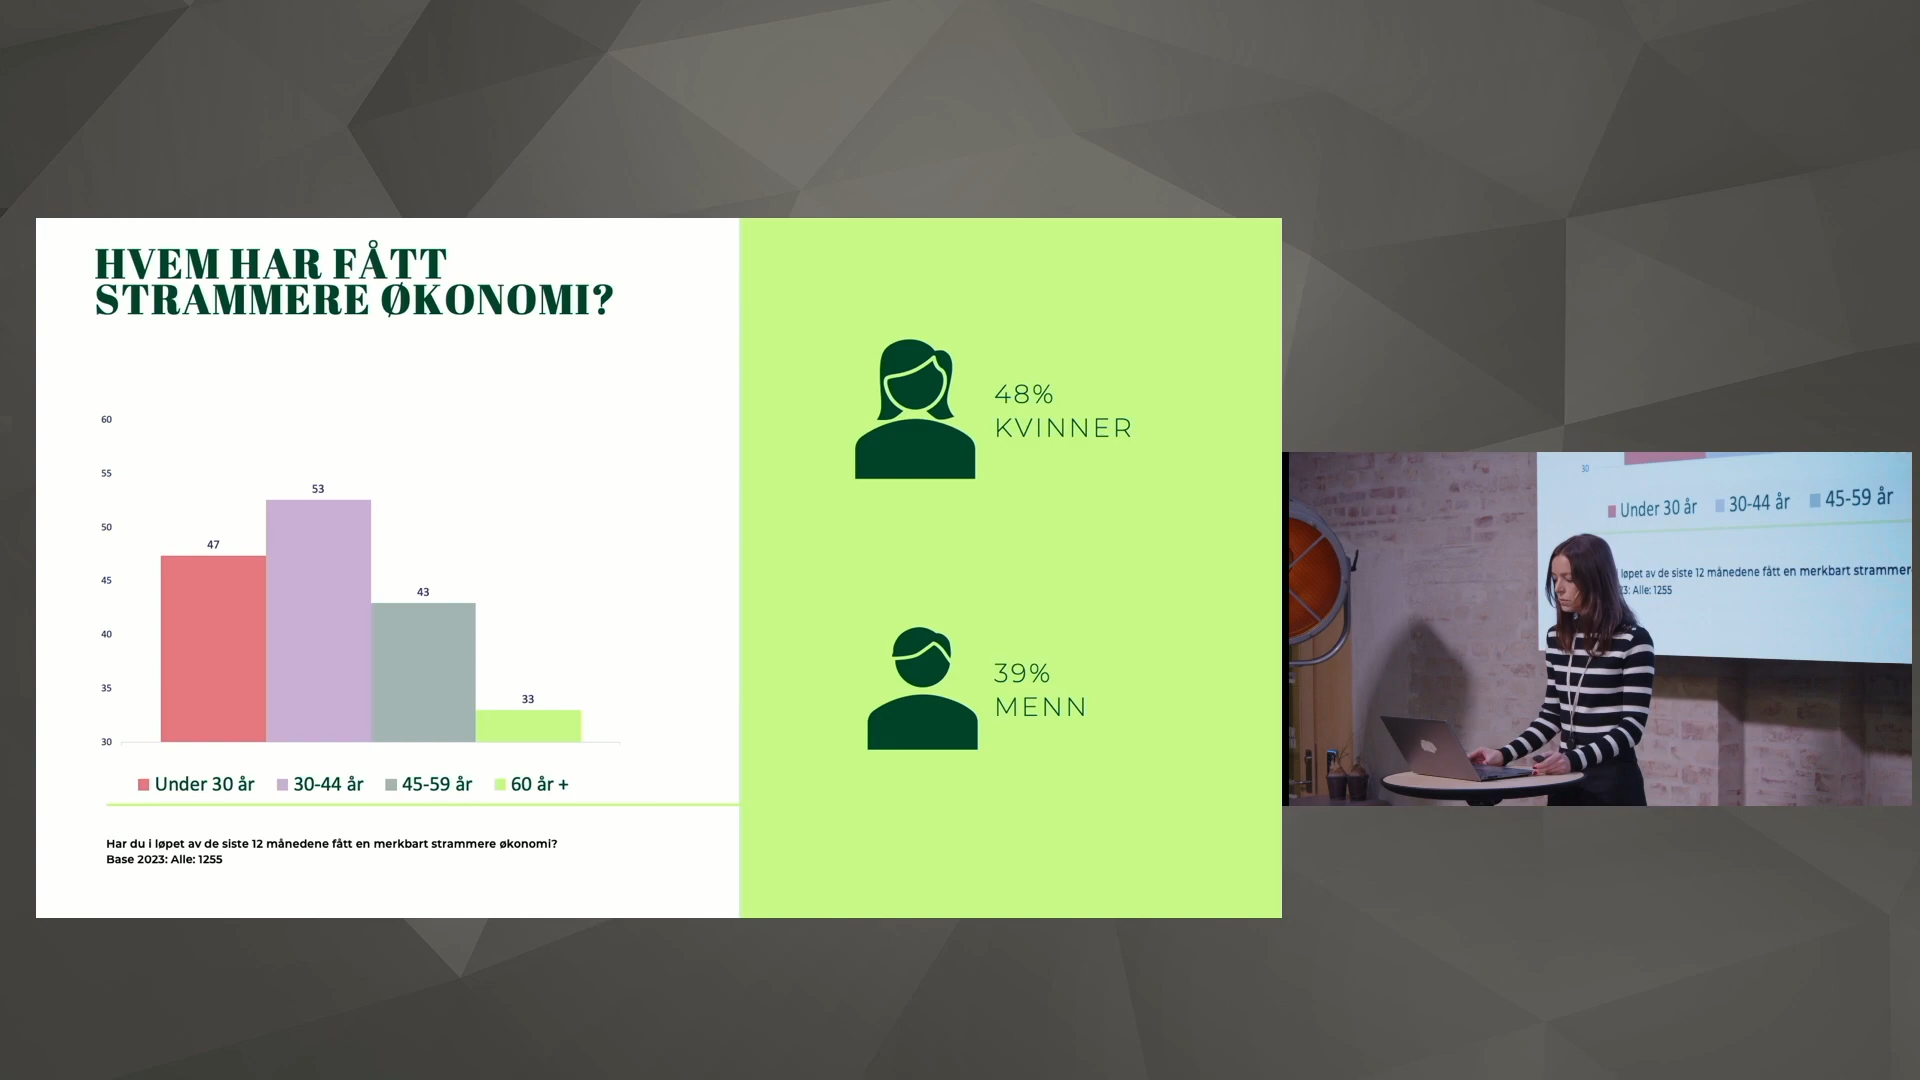 HVEM HAR FÅTT
STRAMMERE ØKONOMI?
60
55
50
45
40
35
30
47
53
43
33
Under 30 år 30-44 år 45-59 år 60 år +
Har du i løpet av de siste 12 månedene fått en merkbart strammere økonomi?
Base 2023: Alle: 1255
48%
KVINNER
39%
MENN
30
Under 30 år 30-44 år 45-59 år
løpet av de siste 12 månedene fått en merkbart strammer
23: Alle: 1255